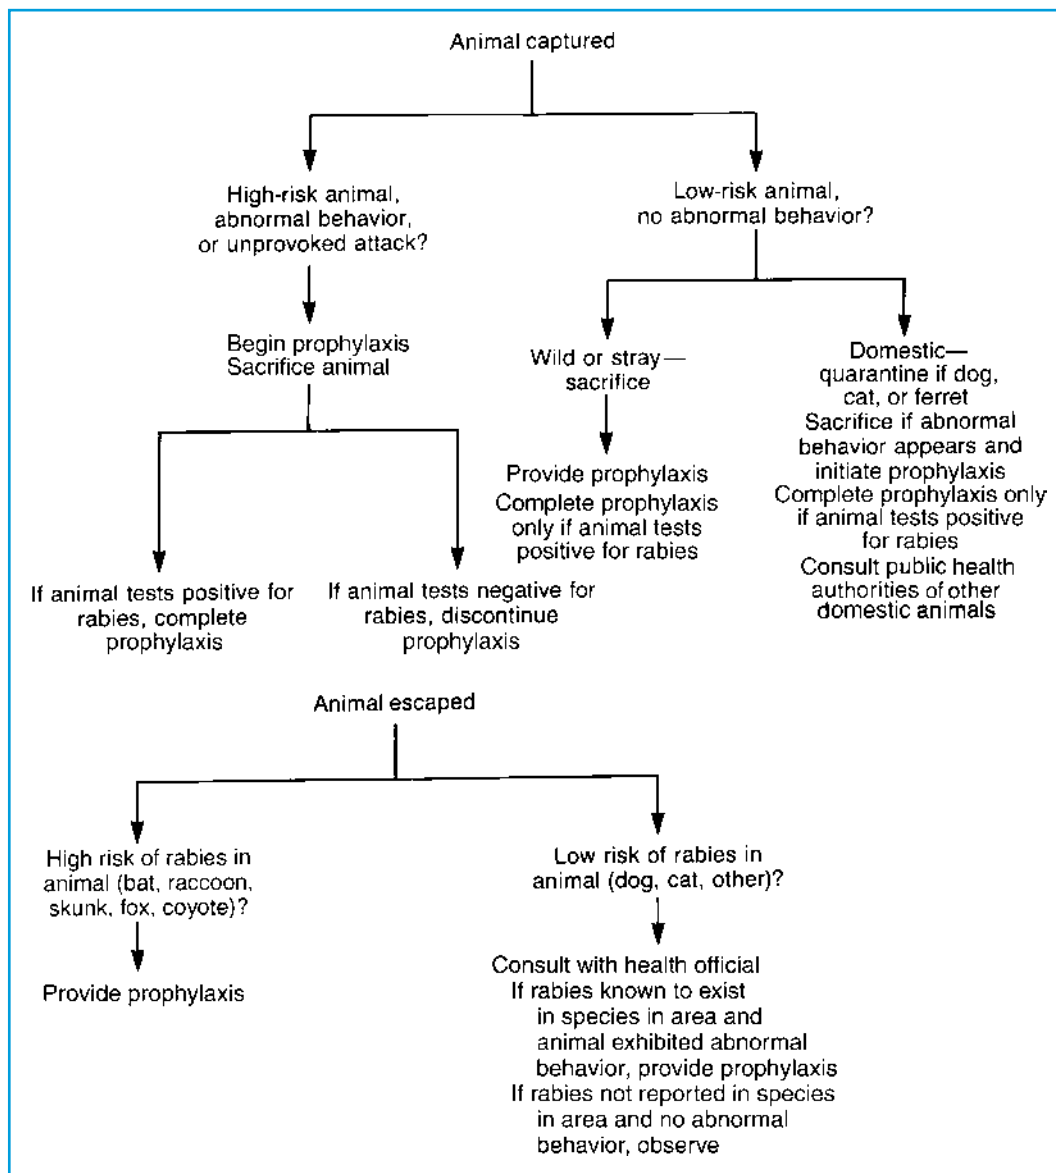 Animal captured
High-risk animal,
abnormal behavior,
or unprovoked attack?
Low-risk animal,
no abnormal behavior?
Begin prophylaxis
Sacrifice animal
Wild or stray—
sacrifice
Domestic—
quarantine if dog,
cat, or ferret
Sacrifice if abnormal
behavior appears and
initiate prophylaxis
Complete prophylaxis only
if animal tests positive
for rabies
Consult public health
authorities of other
domestic animals
Provide prophylaxis
Complete prophylaxis
only if animal tests
positive for rabies
If animal tests positive for
rabies, complete
prophylaxis
If animal tests negative for
rabies, discontinue
prophylaxis
Animal escaped
High risk of rabies in
animal (bat, raccoon,
skunk, fox, coyote)?
Low risk of rabies in
animal (dog, cat, other)?
Provide prophylaxis
Consult with health official
If rabies known to exist
in species in area and
animal exhibited abnormal
behavior, provide prophylaxis
If rabies not reported in species
in area and no abnormal
behavior, observe